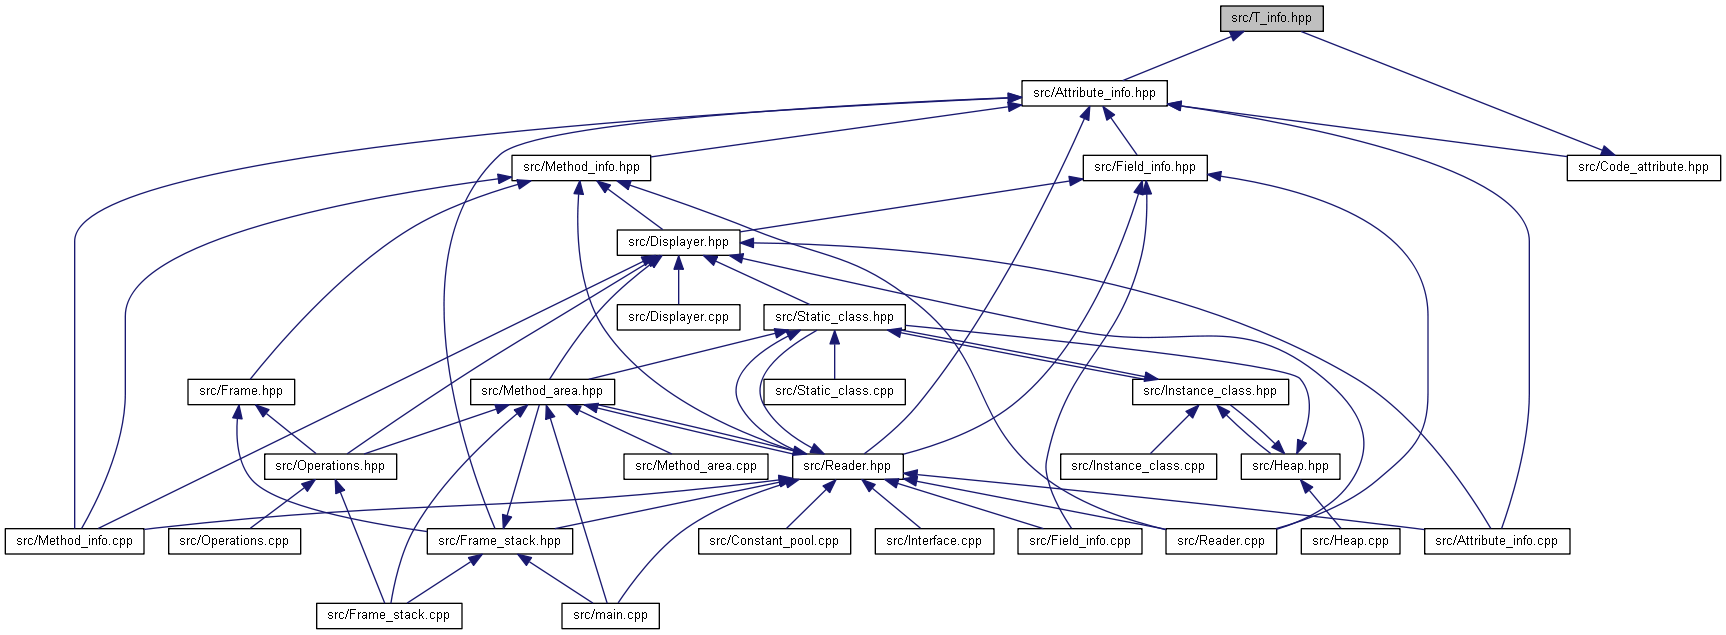 src/T_info.hpp
src/Attribute_info.hpp
src/Method_info.hpp
src/Field_info.hpp
src/Code_attribute.hpp
src/Displayer.hpp
src/Displayer.cpp
src/Static_class.hpp
src/Frame.hpp
src/Method_area.hpp
src/Static_class.cpp
src/Instance_class.hpp
src/Operations.hpp
src/Method_area.cpp
src/Reader.hpp
src/Instance_class.cpp
src/Heap.hpp
src/Method_info.cpp
src/Operations.cpp
src/Frame_stack.hpp
src/Constant_pool.cpp
src/Interface.cpp
src/Field_info.cpp
src/Reader.cpp
src/Heap.cpp
src/Attribute_info.cpp
src/Frame_stack.cpp
src/main.cpp